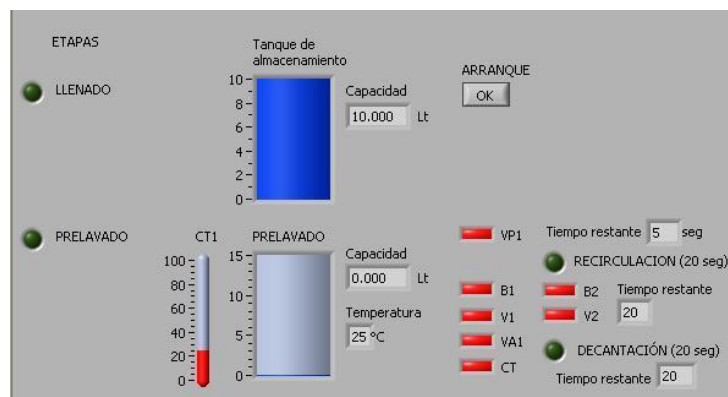 ETAPAS
Tanque de
almacenamiento
ARRANQUE
LLENADO
10
8
6
4
2
0
Capacidad
10.000 Lt
OK
PRELAVADO
CT1
PRELAVADO
100
80
60
40
20
0
15
10
5
0
Capacidad
0.000 Lt
Temperatura
25 °C
VP1
Tiempo restante 5 seg
RECIRCULACION (20 seg)
B1
B2
Tiempo restante
V1
V2
20
VA1
DECANTACIÓN (20 seg)
CT
Tiempo restante 20